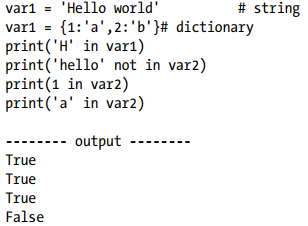 var1 = 'Hello world'          # string
var1 = {1:'a',2:'b'}# dictionary
print('H' in var1)
print('hello' not in var2)
print(1 in var2)
print('a' in var2)

-------- output --------
True
True
True
False